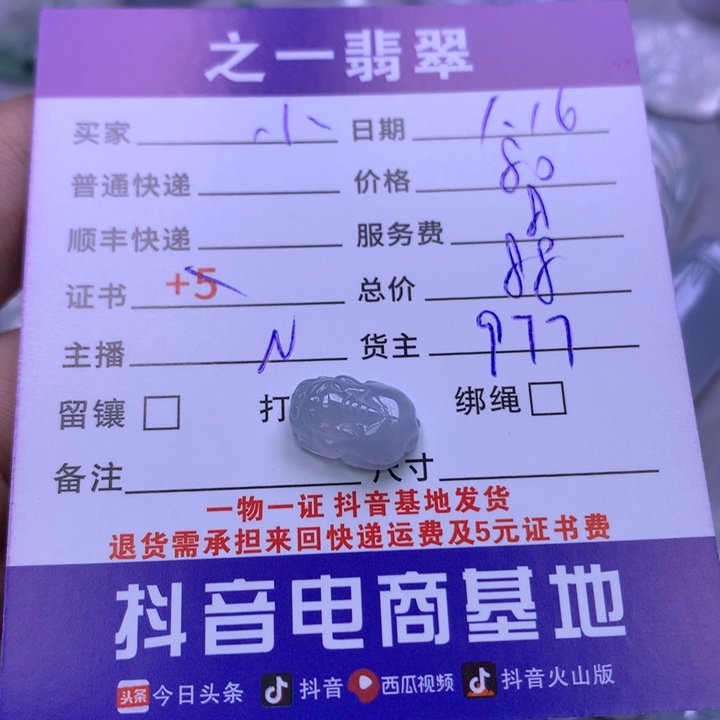 之一翡翠
买家 小 日期 1.16
普通快递 价格 80
顺丰快递 服务费
证书 +5 总价 88
主播 N 货主 977
留镶 打 绑绳
备注 尺寸
一物一证 抖音基地发货
退货需承担来回快递运费及5元证书费
抖音电商基地
头条 今日头条 抖音 西瓜视频 抖音火山版